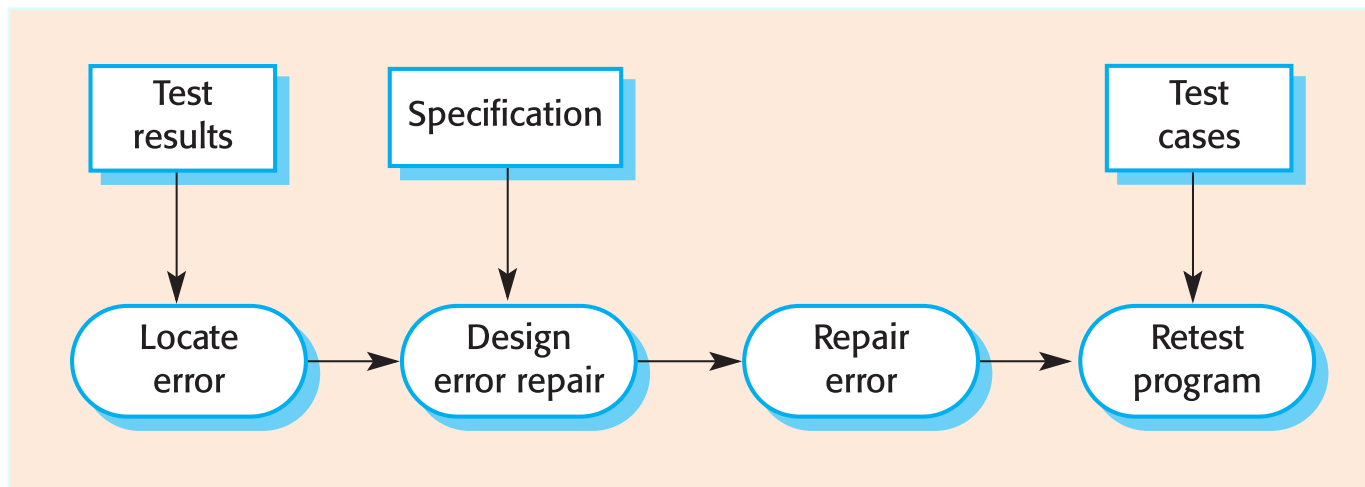 Test
results
Specification
Test
cases
Locate
error
Design
error repair
Repair
error
Retest
program